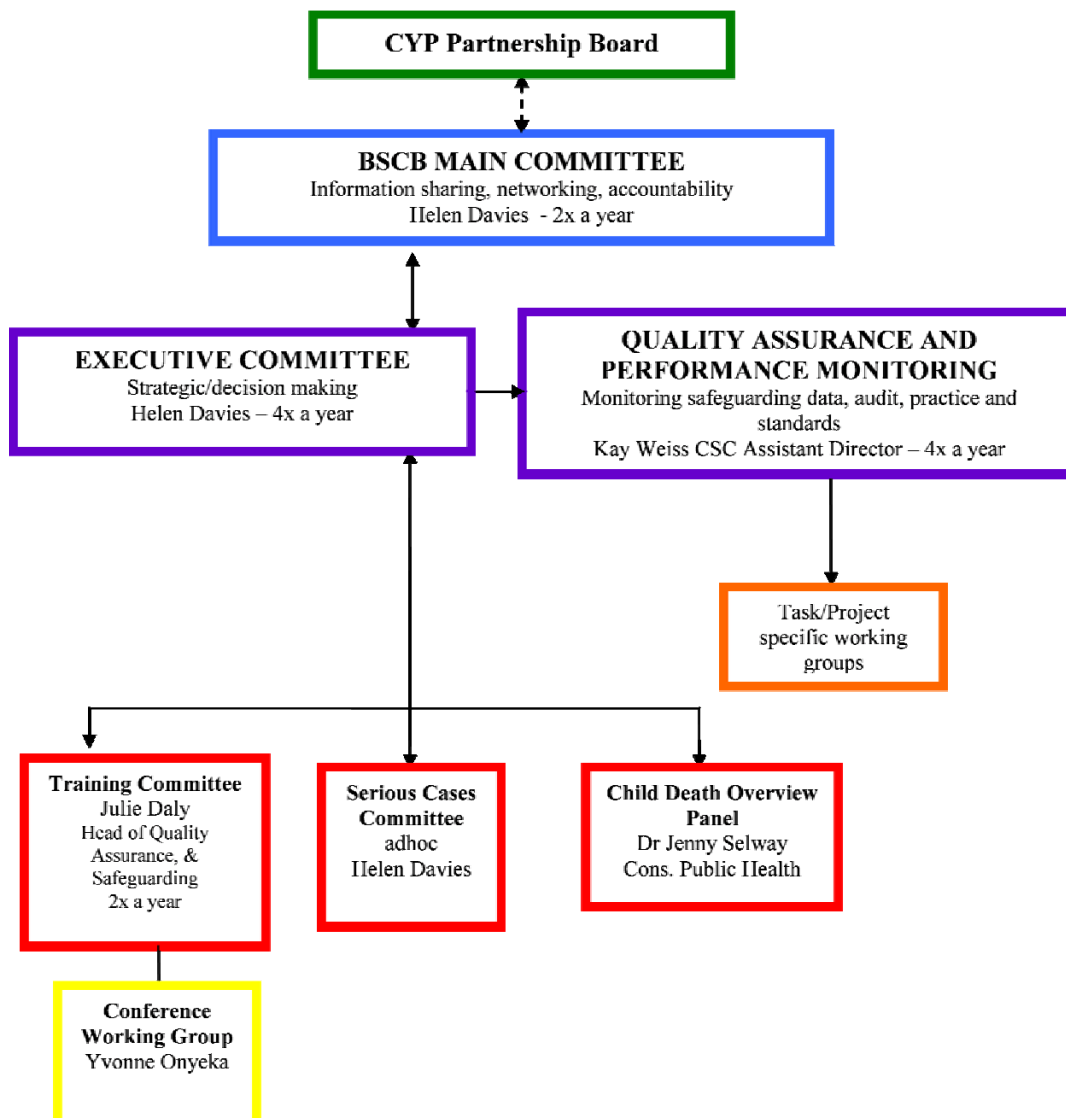 CYP Partnership Board
BSCB MAIN COMMITTEE
Information sharing, networking, accountability
Helen Davies - 2x a year
EXECUTIVE COMMITTEE
Strategic/decision making
Helen Davies – 4x a year
QUALITY ASSURANCE AND
PERFORMANCE MONITORING
Monitoring safeguarding data, audit, practice and
standards
Kay Weiss CSC Assistant Director – 4x a year
Task/Project
specific working
groups
Training Committee
Julie Daly
Head of Quality
Assurance, &
Safeguarding
2x a year
Serious Cases
Committee
adhoc
Helen Davies
Child Death Overview
Panel
Dr Jenny Selway
Cons. Public Health
Conference
Working Group
Yvonne Onyeka